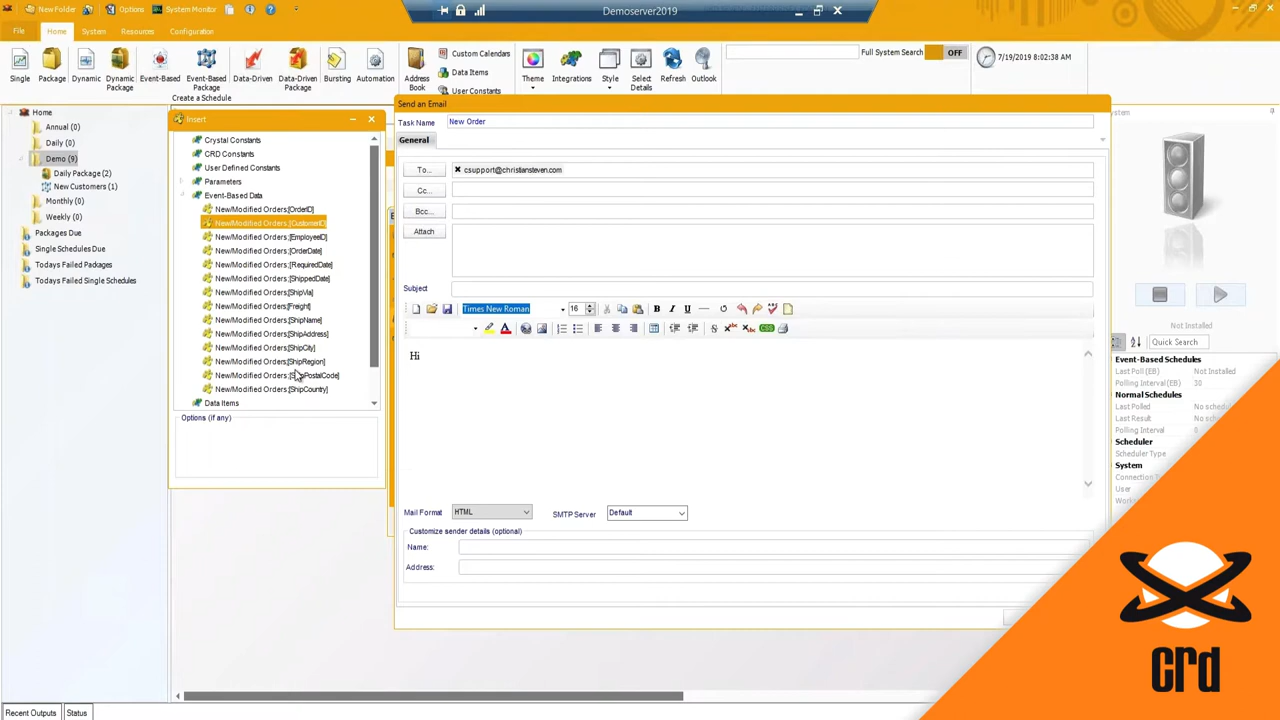 New Folder
System Monitor
Options
Demoserver2019
File
Home
System
Resources
Configuration
Single
Package
Dynamic
Dynamic Package
Event-Based
Event-Based Package
Data-Driven
Data-Driven Package
Bursting
Automation
Address Book
Custom Calendars
Data Items
User Constants
Theme
Integrations
Style
Select Details
Refresh
Outlook
Full System Search
OFF
7/19/2019 8:02:38 AM
Create a Schedule
Home
Annual (0)
Daily (0)
Demo (9)
Daily Package (2)
New Customers (1)
Monthly (0)
Weekly (0)
Packages Due
Single Schedules Due
Todays Failed Packages
Todays Failed Single Schedules
Insert
Crystal Constants
CRD Constants
User Defined Constants
Parameters
Event-Based Data
New/Modified Orders;[OrderID]
New/Modified Orders;[CustomerID]
New/Modified Orders;[EmployeeID]
New/Modified Orders;[OrderDate]
New/Modified Orders;[RequiredDate]
New/Modified Orders;[ShippedDate]
New/Modified Orders;[ShipVia]
New/Modified Orders;[Freight]
New/Modified Orders;[ShipName]
New/Modified Orders;[ShipAddress]
New/Modified Orders;[ShipCity]
New/Modified Orders;[ShipRegion]
New/Modified Orders;[ShipPostalCode]
New/Modified Orders;[ShipCountry]
Data Items
Options (if any)
Send an Email
Task Name New Order
General
To... csupport@christiansteven.com
Cc...
Bcc...
Attach
Subject
Times New Roman 16
B I U
Hi
Mail Format HTML SMTP Server Default
Customize sender details (optional)
Name:
Address:
Not Installed
Quick Search
Event-Based Schedules
Last Poll (EB) Not Installed
Polling Interval (EB) 30
Normal Schedules
Last Polled No sched
Last Result No
Polling Interval
Scheduler
Scheduler Type
System
User
Recent Outputs
Status
crd